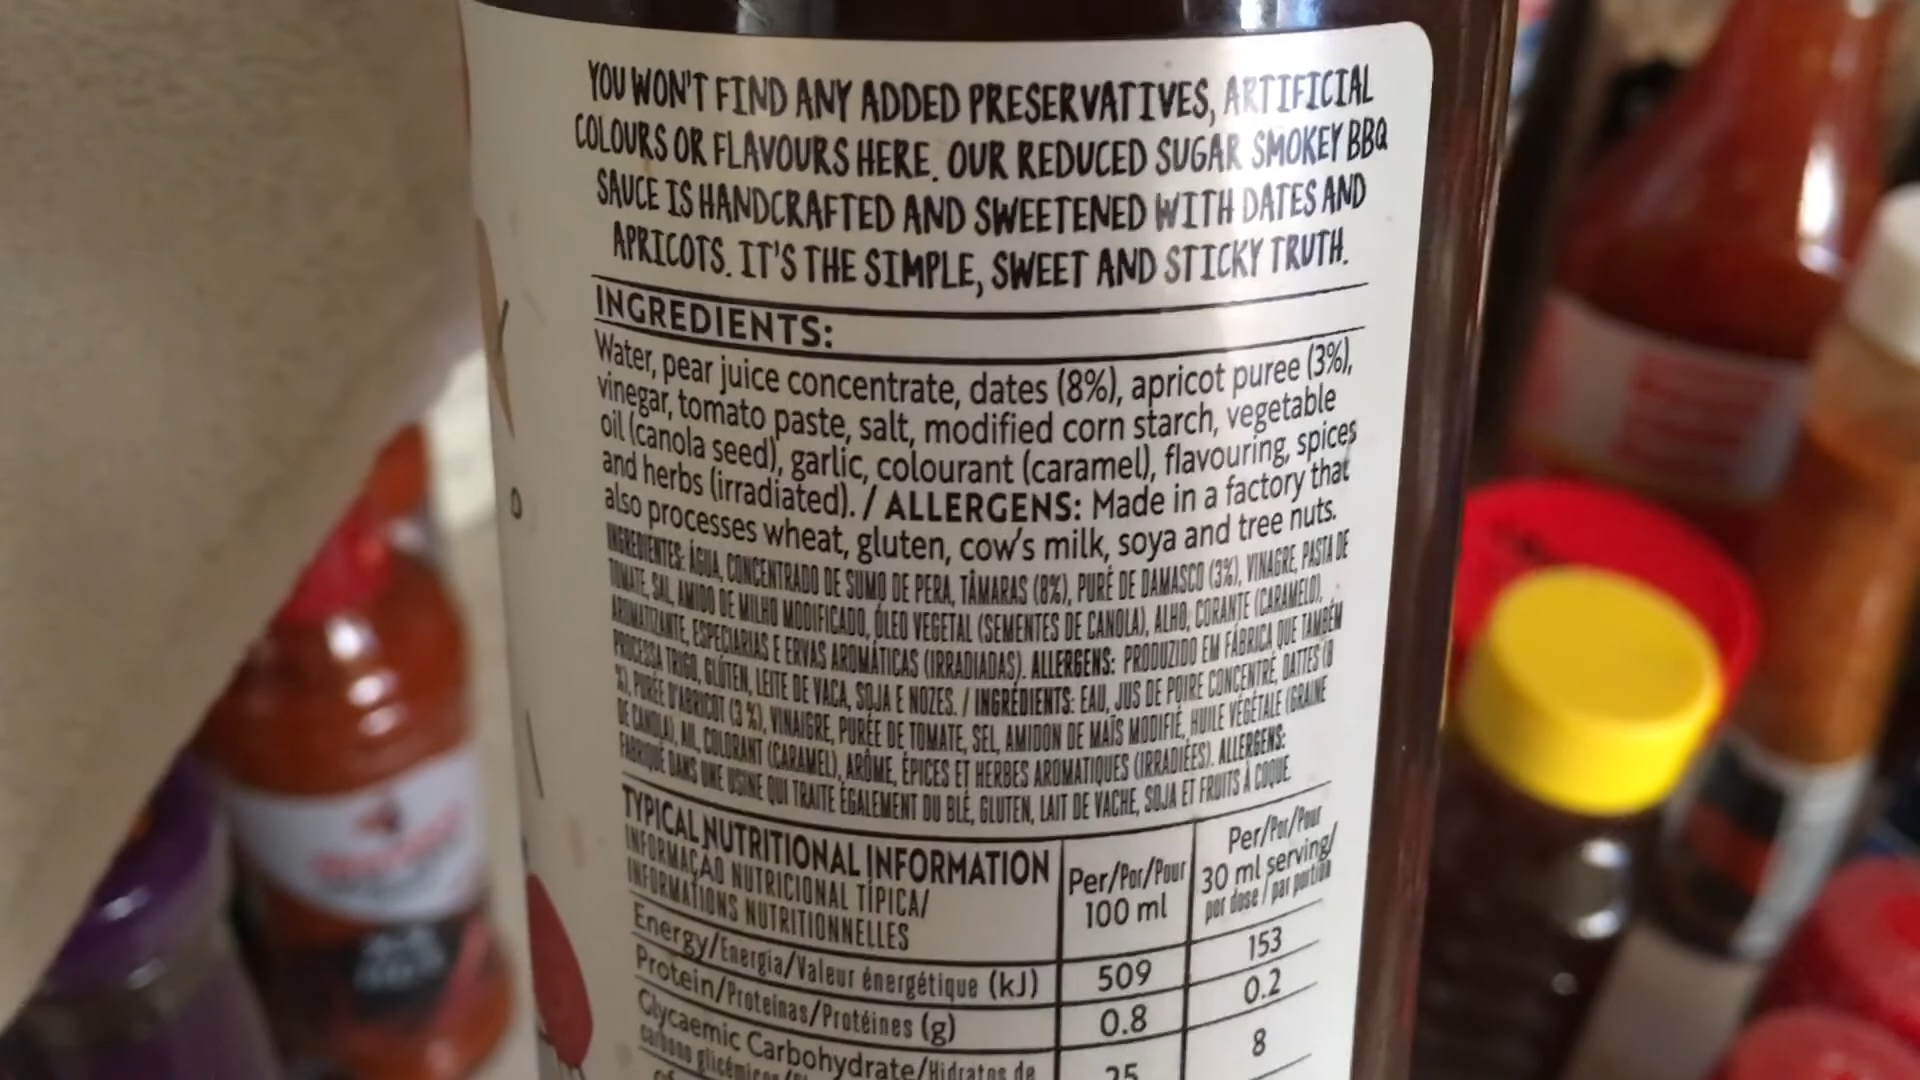 YOU WON'T FIND ANY ADDED PRESERVATIVES, ARTIFICIAL
COLOURS OR FLAVOURS HERE. OUR REDUCED SUGAR SMOKEY BBQ
SAUCE IS HANDCRAFTED AND SWEETENED WITH DATES AND
APRICOTS. IT'S THE SIMPLE, SWEET AND STICKY TRUTH.
INGREDIENTS:
Water, pear juice concentrate, dates (8%), apricot puree (3%),
vinegar, tomato paste, salt, modified corn starch, vegetable
oil (canola seed), garlic, colourant (caramel), flavouring, spices
and herbs (irradiated). / ALLERGENS: Made in a factory that
also processes wheat, gluten, cow's milk, soya and tree nuts.
INGREDIENTES: ÁGUA, CONCENTRADO DE SUMO DE PERA, TÂMARAS (8%), PURÉ DE DAMASCO (3%), VINAGRE, PASTA DE
TOMATE, SAL, AMIDO DE MILHO MODIFICADO, ÓLEO VEGETAL (SEMENTES DE CANOLA), ALHO, CORANTE (CARAMELO),
AROMATIZANTE, ESPECIARIAS E ERVAS AROMÁTICAS (IRRADIADAS). ALLERGENS: PRODUZIDO EM FÁBRICA QUE TAMBÉM
PROCESSA TRIGO, GLÚTEN, LEITE DE VACA, SOJA E NOZES. / INGRÉDIENTS: EAU, JUS DE POIRE CONCENTRÉ, DATTES (8
%), PURÉE D'ABRICOT (3 %), VINAIGRE, PURÉE DE TOMATE, SEL, AMIDON DE MAÏS MODIFIÉ, HUILE VÉGÉTALE (GRAINE
DE CANOLA), AIL, COLORANT (CARAMEL), ARÔME, ÉPICES ET HERBES AROMATIQUES (IRRADIÉES). ALLERGENS:
FABRIQUÉ DANS UNE USINE QUI TRAITE ÉGALEMENT DU BLÉ, GLUTEN, LAIT DE VACHE, SOJA ET FRUITS À COQUE.
TYPICAL NUTRITIONAL INFORMATION
INFORMAÇÃO NUTRICIONAL TÍPICA/
INFORMATIONS NUTRITIONNELLES
Per/Por/Pour
100 ml
Per/Por/Pour
30 ml serving/
por dose / par portion
Energy/Energia/Valeur énergétique (kJ) 509 153
Protein/Proteínas/Protéines (g) 0.8 0.2
Glycaemic Carbohydrate/Hidratos de 25 8
carbono glicémicos